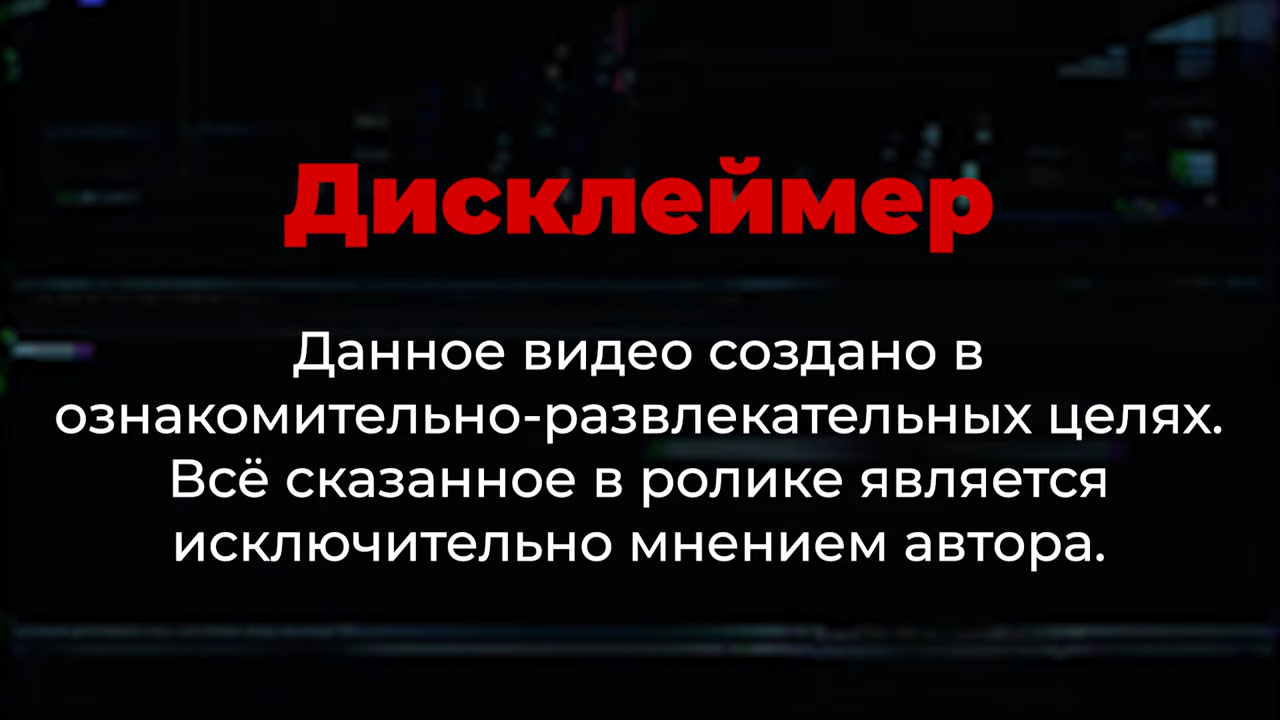 Дисклеймер
Данное видео создано в
ознакомительно-развлекательных целях.
Всё сказанное в ролике является
исключительно мнением автора.